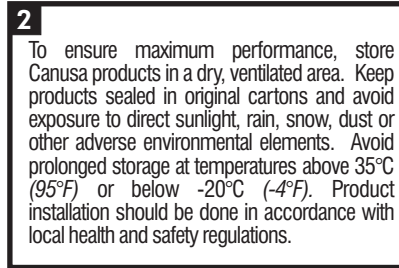 2
To ensure maximum performance, store
Canusa products in a dry, ventilated area. Keep
products sealed in original cartons and avoid
exposure to direct sunlight, rain, snow, dust or
other adverse environmental elements. Avoid
prolonged storage at temperatures above 35°C
(95°F) or below -20°C (-4°F). Product
installation should be done in accordance with
local health and safety regulations.